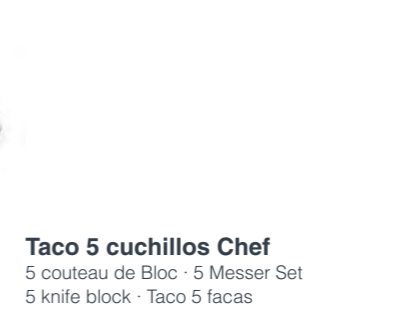 Taco 5 cuchillos Chef
5 couteau de Bloc · 5 Messer Set
5 knife block · Taco 5 facas